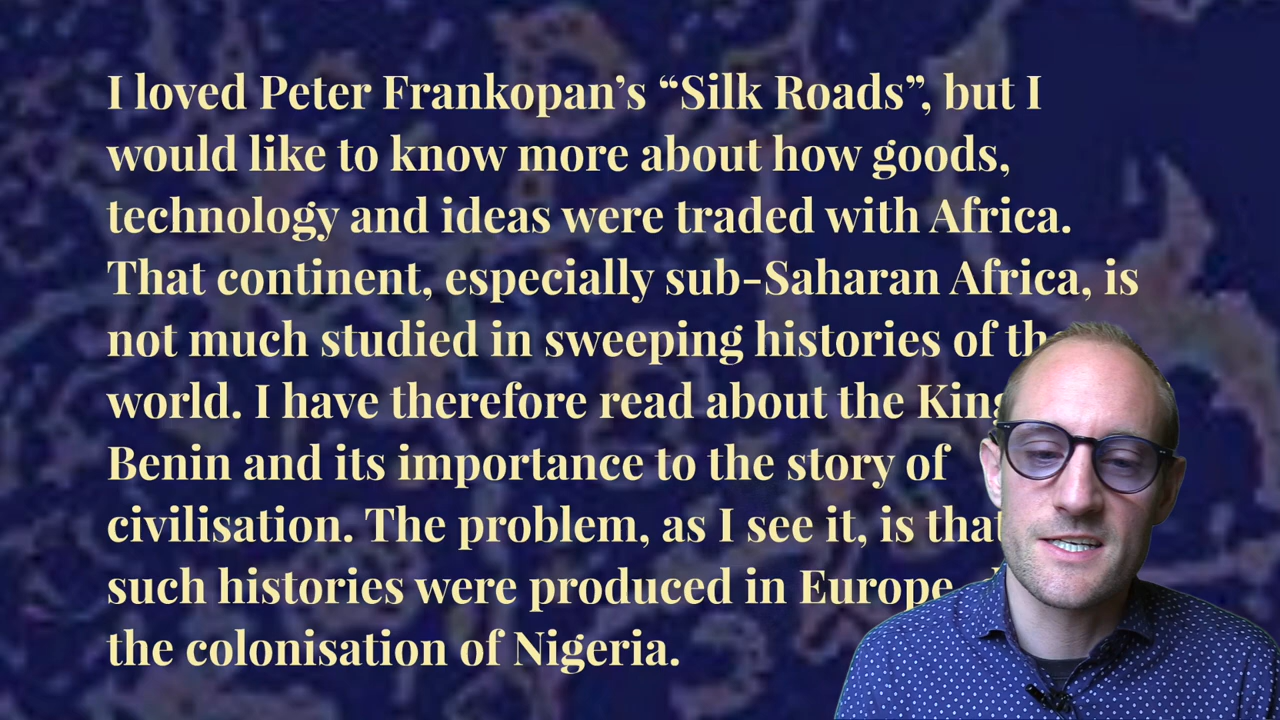 I loved Peter Frankopan’s “Silk Roads”, but I
would like to know more about how goods,
technology and ideas were traded with Africa.
That continent, especially sub-Saharan Africa, is
not much studied in sweeping histories of
world. I have therefore read about the
Benin and its importance to the story of
civilisation. The problem, as I see it, is that
such histories were produced in Europe
the colonisation of Nigeria.